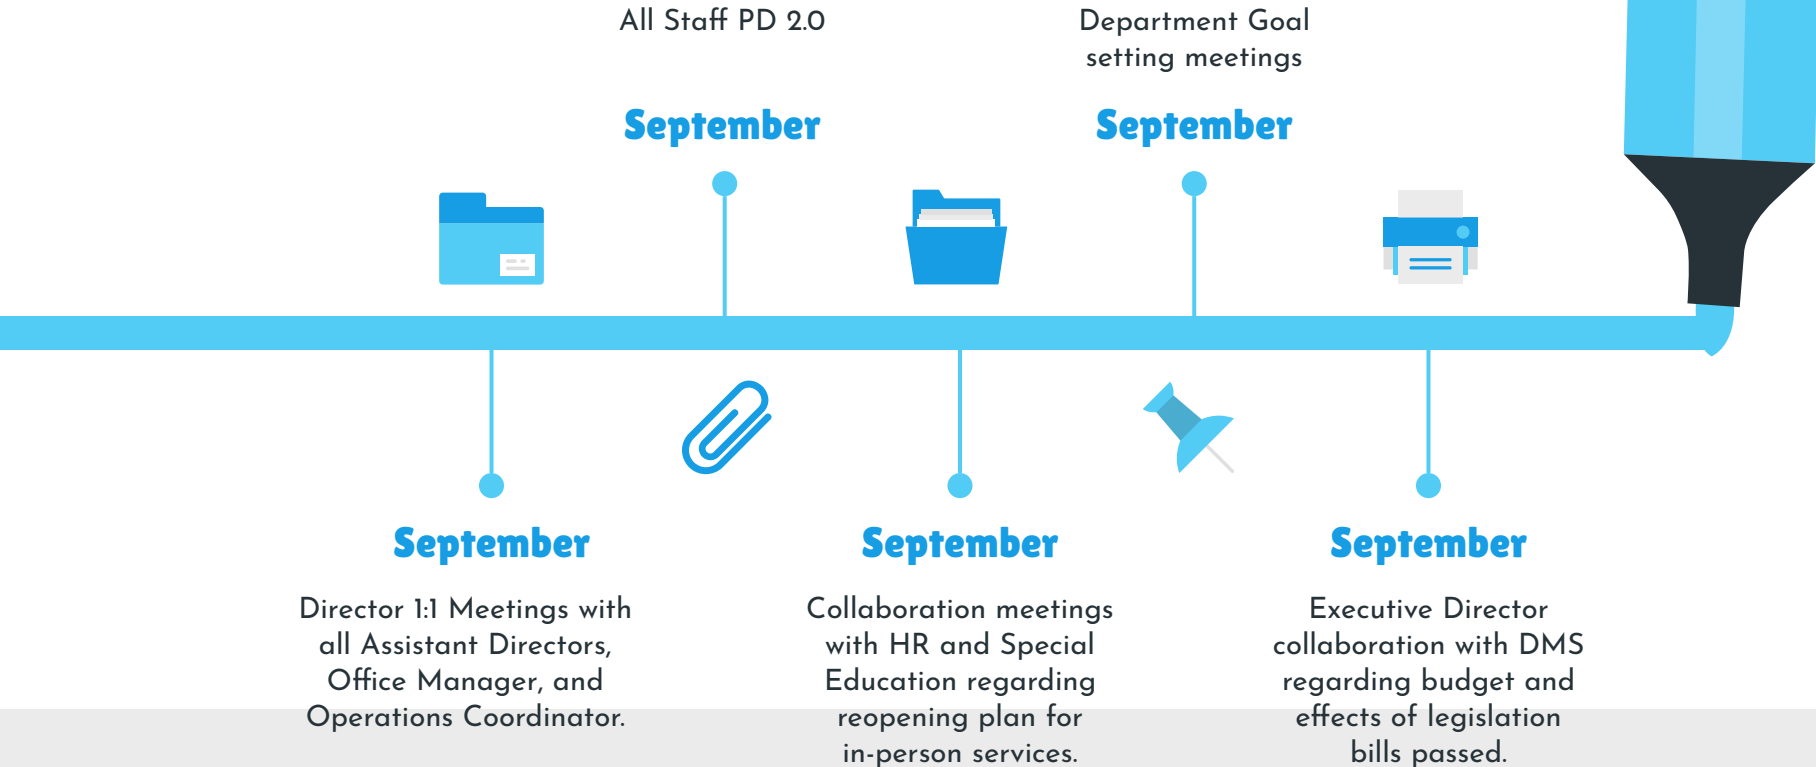 All Staff PD 2.0
September
Department Goal
setting meetings
September
September
Director 1:1 Meetings with
all Assistant Directors,
Office Manager, and
Operations Coordinator.
September
Collaboration meetings
with HR and Special
Education regarding
reopening plan for
in-person services.
September
Executive Director
collaboration with DMS
regarding budget and
effects of legislation
bills passed.